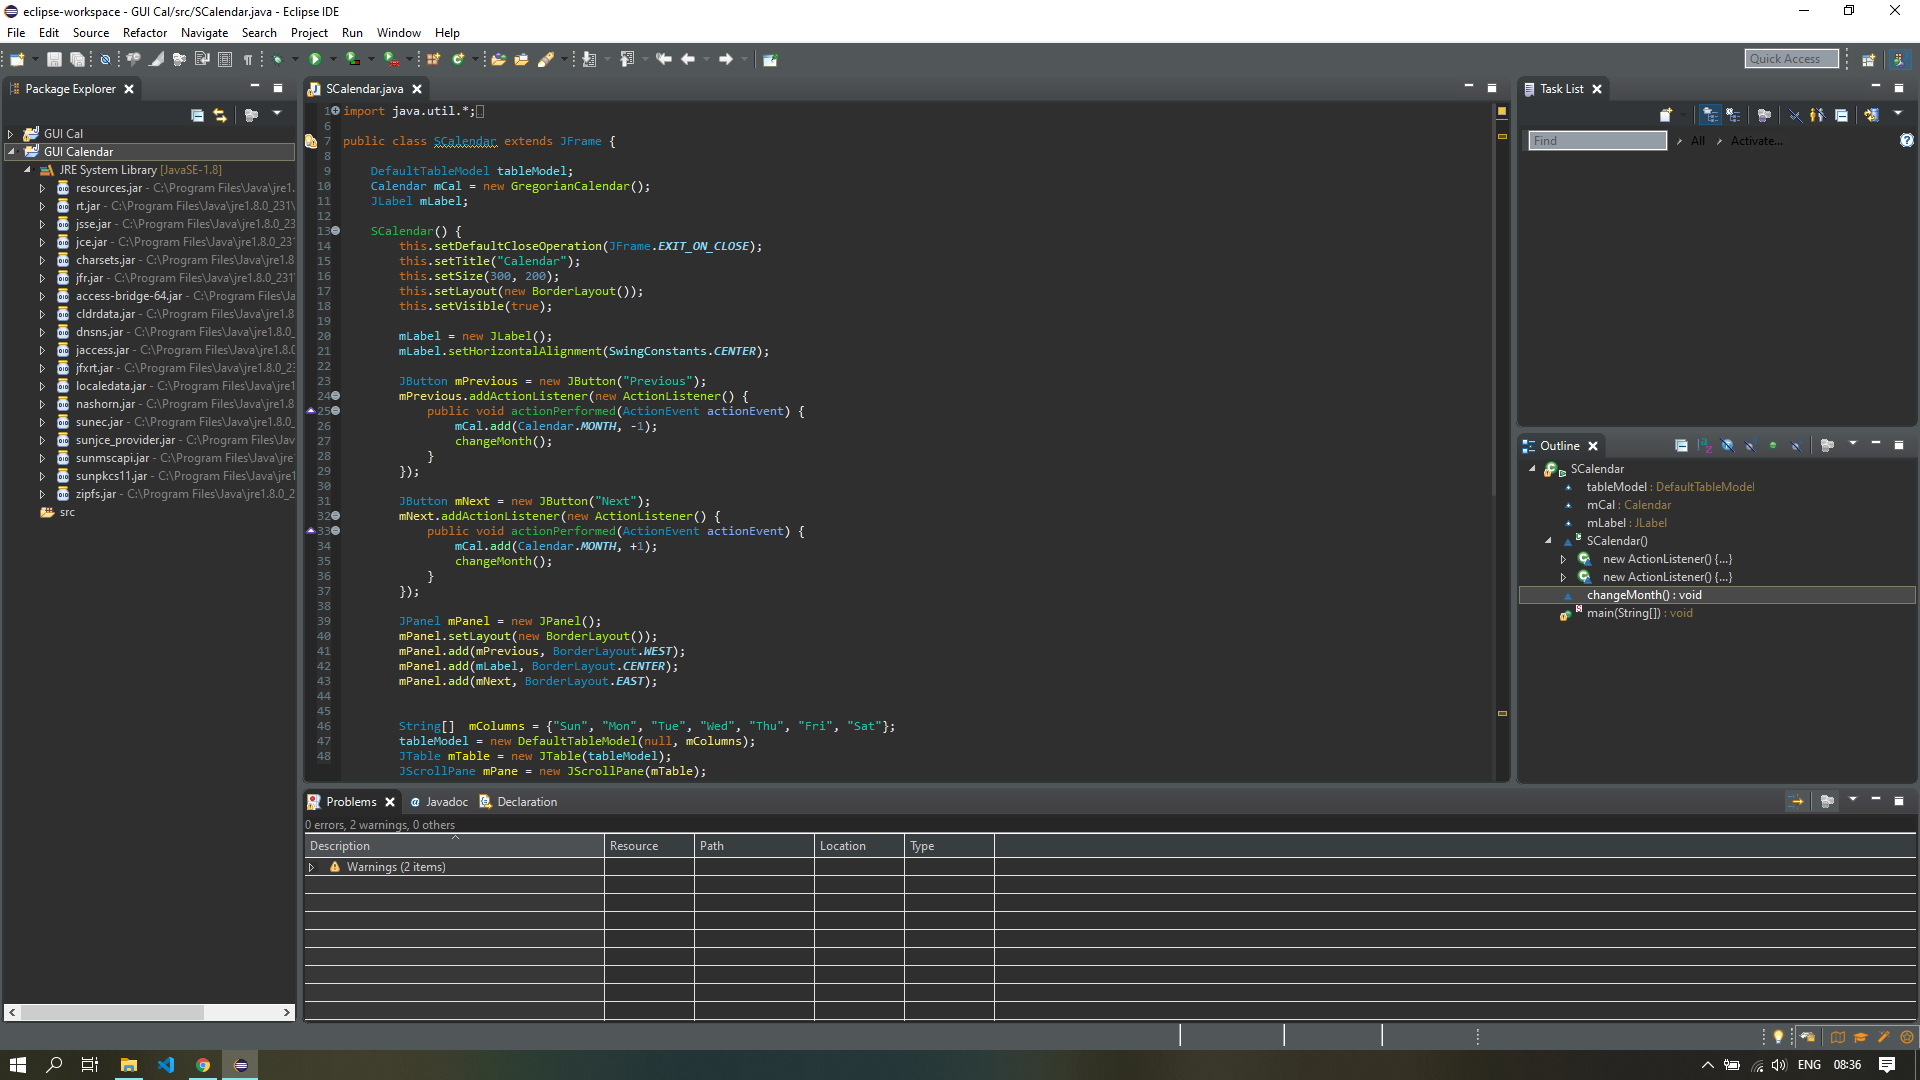 eclipse-workspace - GUI Cal/src/SCalendar.java - Eclipse IDE
File Edit Source Refactor Navigate Search Project Run Window Help
Quick Access
Package Explorer
GUI Cal
GUI Calendar
JRE System Library [JavaSE-1.8]
resources.jar - C:\Program Files\Java\jre1.
rt.jar - C:\Program Files\Java\jre1.8.0_231\
jsse.jar - C:\Program Files\Java\jre1.8.0_23
jce.jar - C:\Program Files\Java\jre1.8.0_231
charsets.jar - C:\Program Files\Java\jre1.8
jfr.jar - C:\Program Files\Java\jre1.8.0_231
access-bridge-64.jar - C:\Program Files\Ja
cldrdata.jar - C:\Program Files\Java\jre1.8
dnsns.jar - C:\Program Files\Java\jre1.8.0_
jaccess.jar - C:\Program Files\Java\jre1.8.0
jfxrt.jar - C:\Program Files\Java\jre1.8.0_23
localedata.jar - C:\Program Files\Java\jre1
nashorn.jar - C:\Program Files\Java\jre1.8
sunec.jar - C:\Program Files\Java\jre1.8.0_
sunjce_provider.jar - C:\Program Files\Jav
sunmscapi.jar - C:\Program Files\Java\jre
sunpkcs11.jar - C:\Program Files\Java\jre1
zipfs.jar - C:\Program Files\Java\jre1.8.0_2
src
SCalendar.java
1 import java.util.*;
6
7 public class SCalendar extends JFrame {
8
9 DefaultTableModel tableModel;
10 Calendar mCal = new GregorianCalendar();
11 JLabel mLabel;
12
13 SCalendar() {
14 this.setDefaultCloseOperation(JFrame.EXIT_ON_CLOSE);
15 this.setTitle("Calendar");
16 this.setSize(300, 200);
17 this.setLayout(new BorderLayout());
18 this.setVisible(true);
19
20 mLabel = new JLabel();
21 mLabel.setHorizontalAlignment(SwingConstants.CENTER);
22
23 JButton mPrevious = new JButton("Previous");
24 mPrevious.addActionListener(new ActionListener() {
25 public void actionPerformed(ActionEvent actionEvent) {
26 mCal.add(Calendar.MONTH, -1);
27 changeMonth();
28 }
29 });
30
31 JButton mNext = new JButton("Next");
32 mNext.addActionListener(new ActionListener() {
33 public void actionPerformed(ActionEvent actionEvent) {
34 mCal.add(Calendar.MONTH, +1);
35 changeMonth();
36 }
37 });
38
39 JPanel mPanel = new JPanel();
40 mPanel.setLayout(new BorderLayout());
41 mPanel.add(mPrevious, BorderLayout.WEST);
42 mPanel.add(mLabel, BorderLayout.CENTER);
43 mPanel.add(mNext, BorderLayout.EAST);
44
45
46 String[] mColumns = {"Sun", "Mon", "Tue", "Wed", "Thu", "Fri", "Sat"};
47 tableModel = new DefaultTableModel(null, mColumns);
48 JTable mTable = new JTable(tableModel);
JScrollPane mPane = new JScrollPane(mTable);
Task List
Find All Activate...
Outline
SCalendar
tableModel : DefaultTableModel
mCal : Calendar
mLabel : JLabel
SCalendar()
new ActionListener() {...}
new ActionListener() {...}
changeMonth() : void
main(String[]) : void
Problems Javadoc Declaration
0 errors, 2 warnings, 0 others
Description Resource Path Location Type
Warnings (2 items)
ENG 08:36